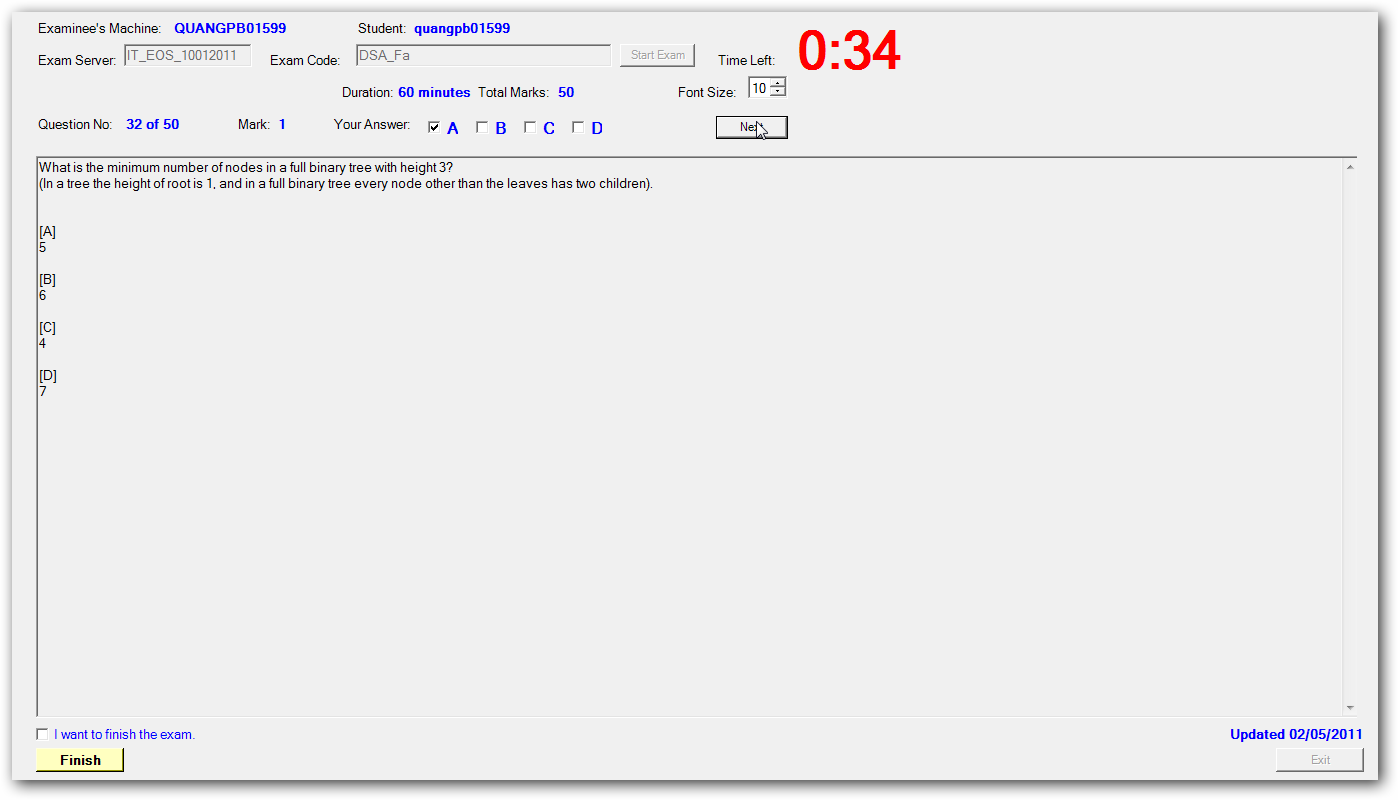 Examinee's Machine: QUANGPB01599 Student: quangpb01599
Exam Server: IT_EOS_10012011 Exam Code: DSA_Fa Start Exam Time Left: 0:34
Duration: 60 minutes Total Marks: 50 Font Size: 10
Question No: 32 of 50 Mark: 1 Your Answer: A B C D Next
What is the minimum number of nodes in a full binary tree with height 3?
(In a tree the height of root is 1, and in a full binary tree every node other than the leaves has two children).
[A]
5
[B]
6
[C]
4
[D]
7
I want to finish the exam. Updated 02/05/2011
Finish Exit